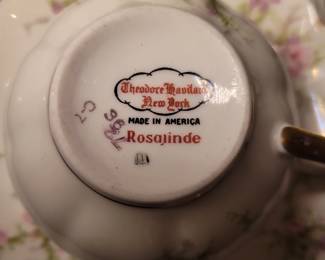 Theodore Haviland
New York
MADE IN AMERICA
Rosalinde